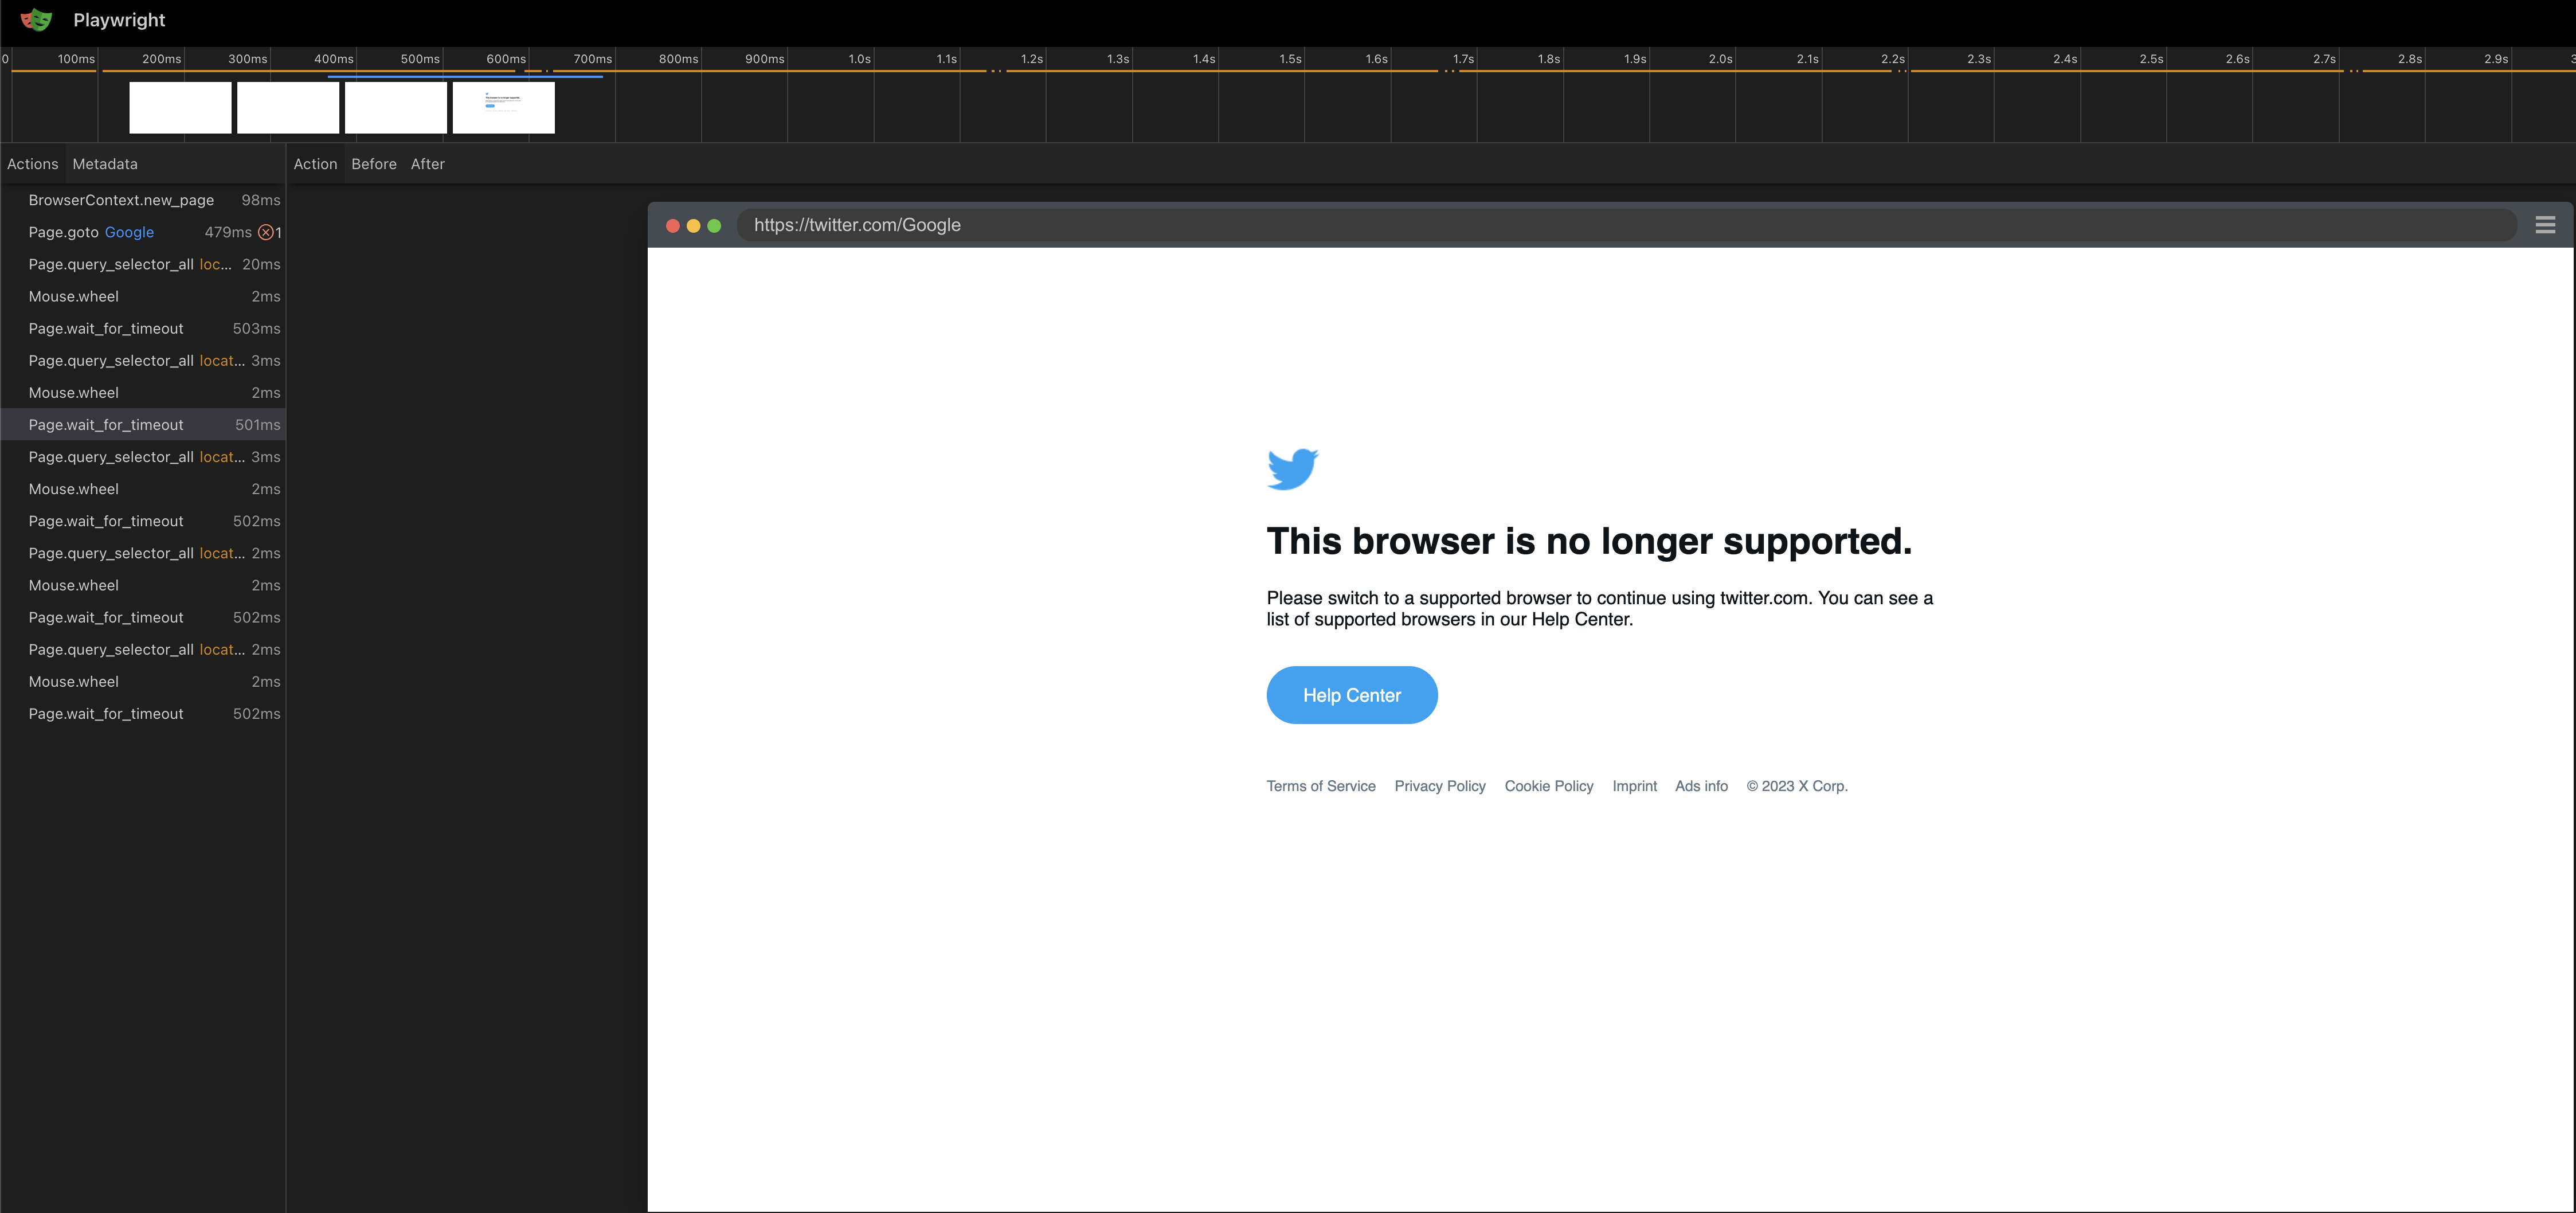 Playwright
0 100ms 200ms 300ms 400ms 500ms 600ms 700ms 800ms 900ms 1.0s 1.1s 1.2s 1.3s 1.4s 1.5s 1.6s 1.7s 1.8s 1.9s 2.0s 2.1s 2.2s 2.3s 2.4s 2.5s 2.6s 2.7s 2.8s 2.9s
Actions Metadata
Action Before After
BrowserContext.new_page 98ms
Page.goto Google 479ms 1
Page.query_selector_all loc... 20ms
Mouse.wheel 2ms
Page.wait_for_timeout 503ms
Page.query_selector_all locat... 3ms
Mouse.wheel 2ms
Page.wait_for_timeout 501ms
Page.query_selector_all locat... 3ms
Mouse.wheel 2ms
Page.wait_for_timeout 502ms
Page.query_selector_all locat... 2ms
Mouse.wheel 2ms
Page.wait_for_timeout 502ms
Page.query_selector_all locat... 2ms
Mouse.wheel 2ms
Page.wait_for_timeout 502ms
https://twitter.com/Google
This browser is no longer supported.
Please switch to a supported browser to continue using twitter.com. You can see a
list of supported browsers in our Help Center.
Help Center
Terms of Service Privacy Policy Cookie Policy Imprint Ads info © 2023 X Corp.